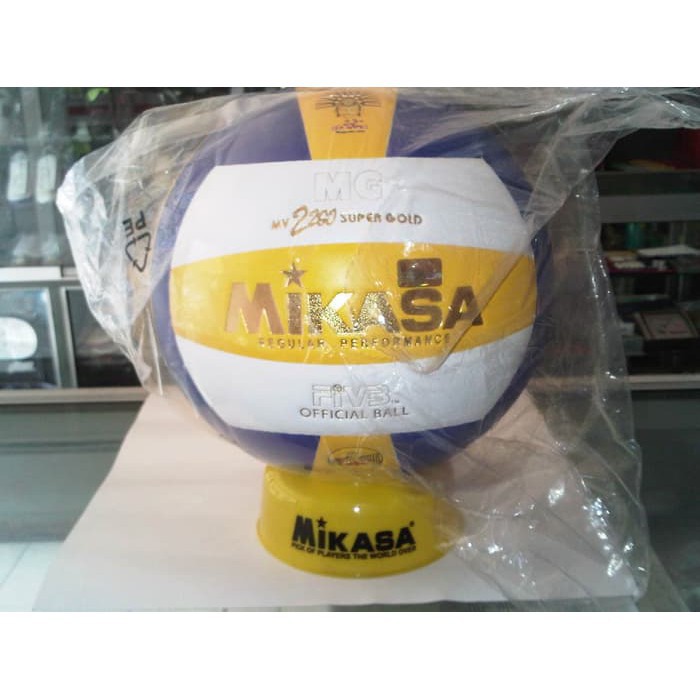 MG
MV 2200 SUPER GOLD
MiKASA
REGULAR PERFORMANCE
FiVB
OFFICIAL BALL
MiKASA®
PICK OF PLAYERS THE WORLD OVER
PE